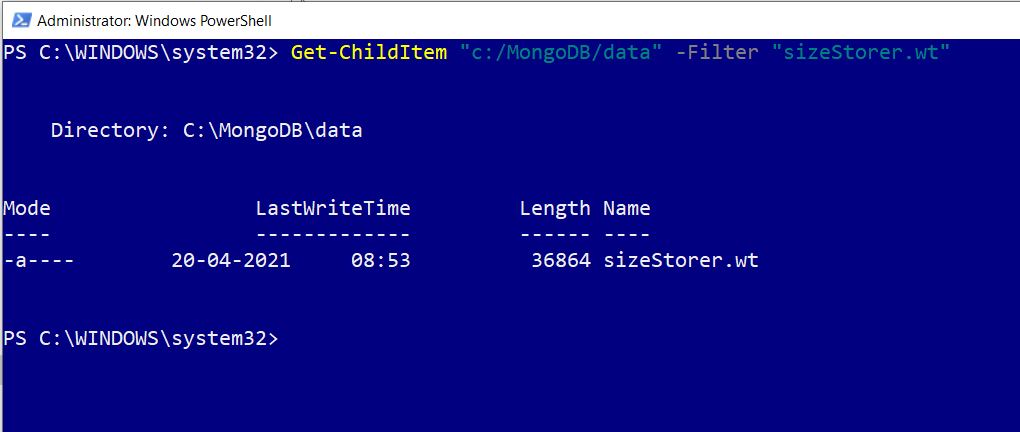 Administrator: Windows PowerShell
PS C:\WINDOWS\system32> Get-ChildItem "c:/MongoDB/data" -Filter "sizeStorer.wt"
Directory: C:\MongoDB\data
Mode LastWriteTime Length Name
---- ------------- ------ ----
-a---- 20-04-2021 08:53 36864 sizeStorer.wt
PS C:\WINDOWS\system32>